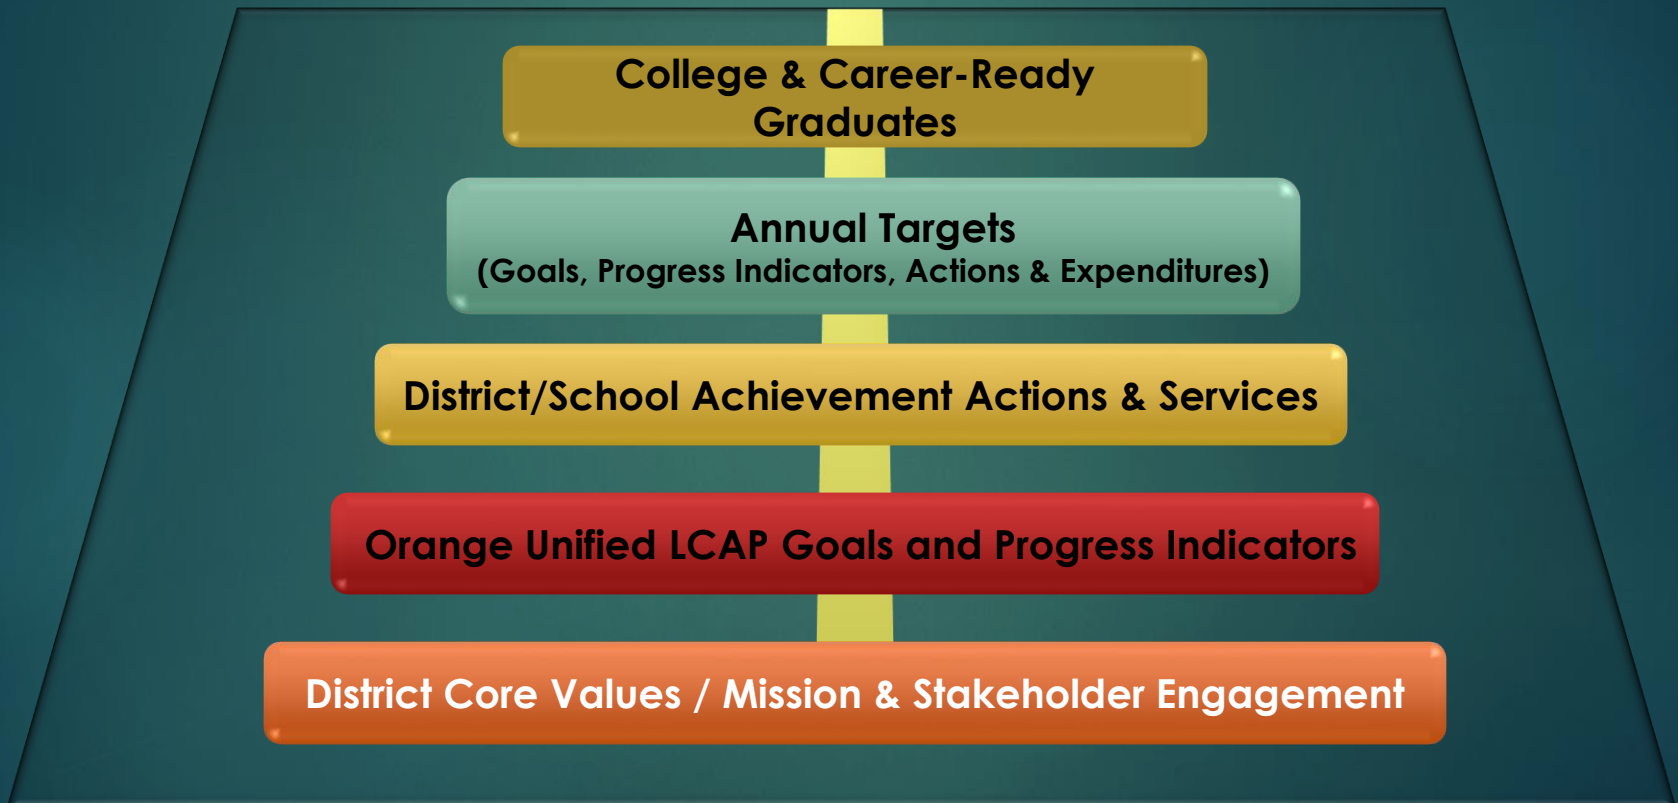 College & Career-Ready
Graduates
Annual Targets
(Goals, Progress Indicators, Actions & Expenditures)
District/School Achievement Actions & Services
Orange Unified LCAP Goals and Progress Indicators
District Core Values / Mission & Stakeholder Engagement